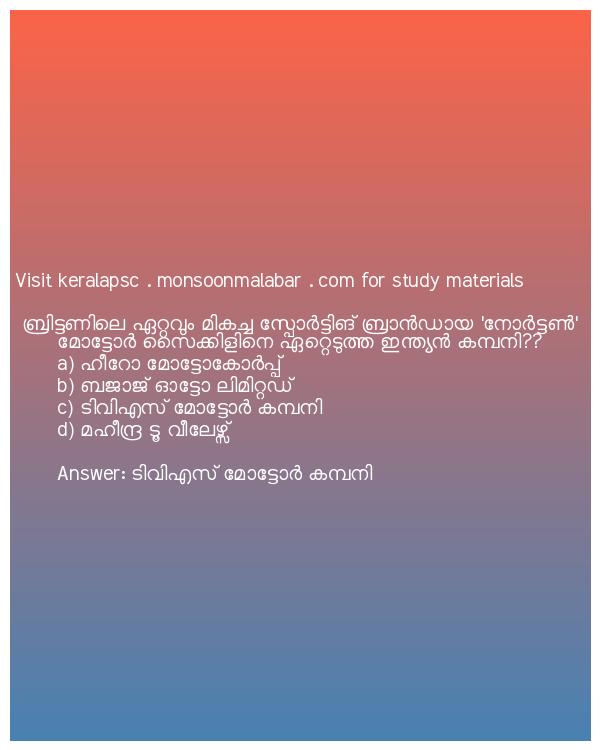 Visit keralapsc . monsoonmalabar . com for study materials
ബ്രിട്ടണിലെ ഏറ്റവും മികച്ച സ്പോർട്ടിങ് ബ്രാൻഡായ 'നോർട്ടൺ'
മോട്ടോർ സൈക്കിളിനെ ഏറ്റെടുത്ത ഇന്ത്യൻ കമ്പനി??
a) ഹീറോ മോട്ടോകോർപ്പ്
b) ബജാജ് ഓട്ടോ ലിമിറ്റഡ്
c) ടിവിഎസ് മോട്ടോർ കമ്പനി
d) മഹീന്ദ്ര ടൂ വീലേഴ്സ്
Answer: ടിവിഎസ് മോട്ടോർ കമ്പനി